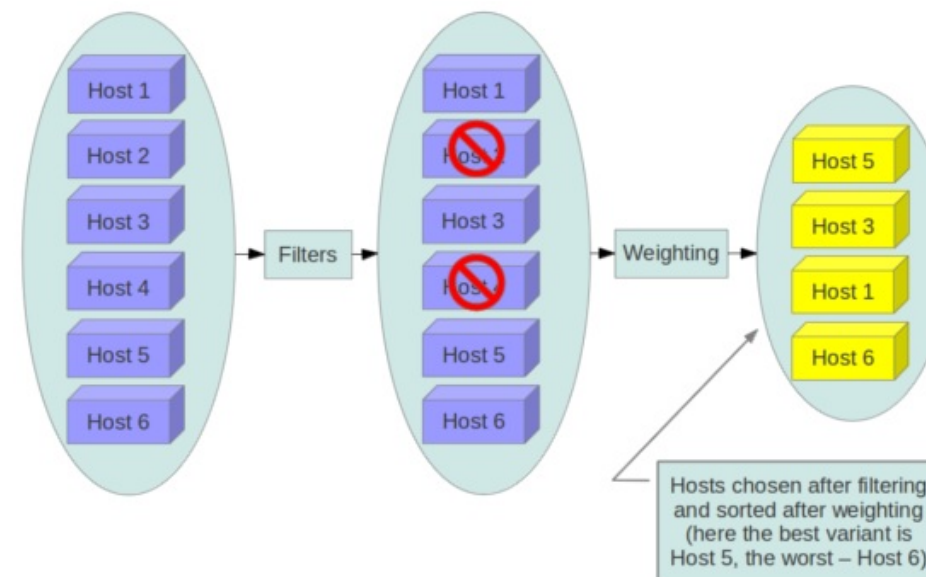 Host 1
Host 2
Host 3
Host 4
Host 5
Host 6
Filters
Host 1
Host 3
Host 5
Host 6
Weighting
Host 5
Host 3
Host 1
Host 6
Hosts chosen after filtering
and sorted after weighting
(here the best variant is
Host 5, the worst – Host 6)